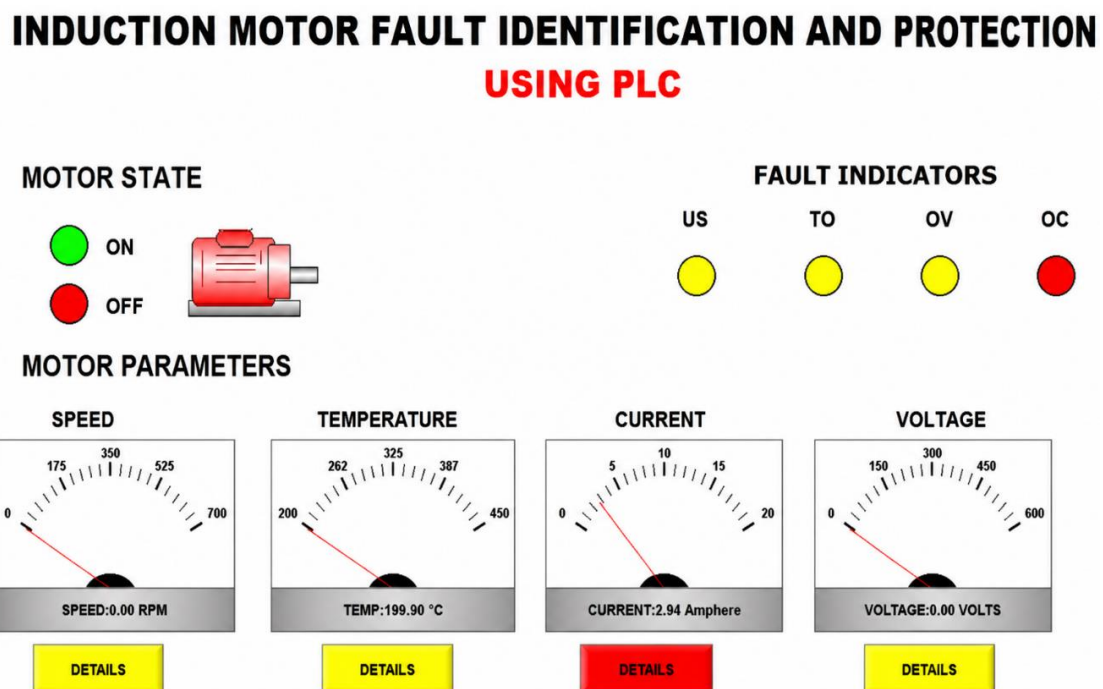 INDUCTION MOTOR FAULT IDENTIFICATION AND PROTECTION
USING PLC
MOTOR STATE
FAULT INDICATORS
US TO OV OC
ON
OFF
MOTOR PARAMETERS
SPEED TEMPERATURE CURRENT VOLTAGE
0 175 350 525 700
200 262 325 387 450
0 5 10 15 20
0 150 300 450 600
SPEED:0.00 RPM
TEMP:199.90 °C
CURRENT:2.94 Amphere
VOLTAGE:0.00 VOLTS
DETAILS DETAILS DETAILS DETAILS